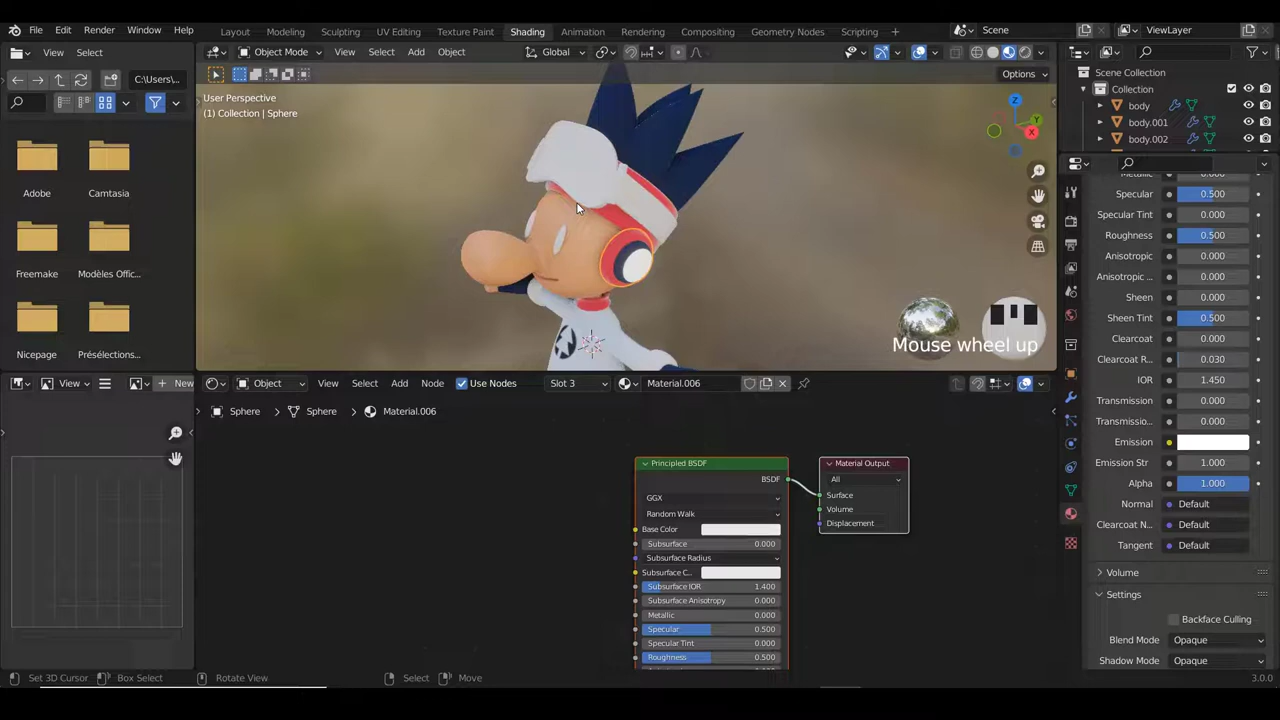 File Edit Render Window Help Layout Modeling Sculpting UV Editing Texture Paint Shading Animation Rendering Compositing Geometry Nodes Scripting + Scene ViewLayer
View Select Object Mode View Select Add Object Global
C:\Users\... Options Scene Collection
Collection
User Perspective
(1) Collection | Sphere
body
body.001
body.002
Adobe Camtasia
Freemake Modèles Offic...
Nicepage Présélections...
Specular 0.500
Specular Tint 0.000
Roughness 0.500
Anisotropic 0.000
Anisotropic ... 0.000
Sheen 0.000
Sheen Tint 0.500
Clearcoat 0.000
Clearcoat R... 0.030
IOR 1.450
Transmission 0.000
Transmissio... 0.000
Emission
Emission Str 1.000
Alpha 1.000
Normal Default
Clearcoat N... Default
Tangent Default
Volume
Settings
Backface Culling
Blend Mode Opaque
Shadow Mode Opaque
Mouse wheel up
View New Object View Select Add Node Use Nodes Slot 3 Material.006
Sphere Sphere Material.006
Principled BSDF
BSDF
GGX
Random Walk
Base Color
Subsurface 0.000
Subsurface Radius
Subsurface C...
Subsurface IOR 1.400
Subsurface Anisotropy 0.000
Metallic 0.000
Specular 0.500
Specular Tint 0.000
Roughness 0.500
Material Output
All
Surface
Volume
Displacement
Set 3D Cursor Box Select Rotate View Select Move 3.0.0